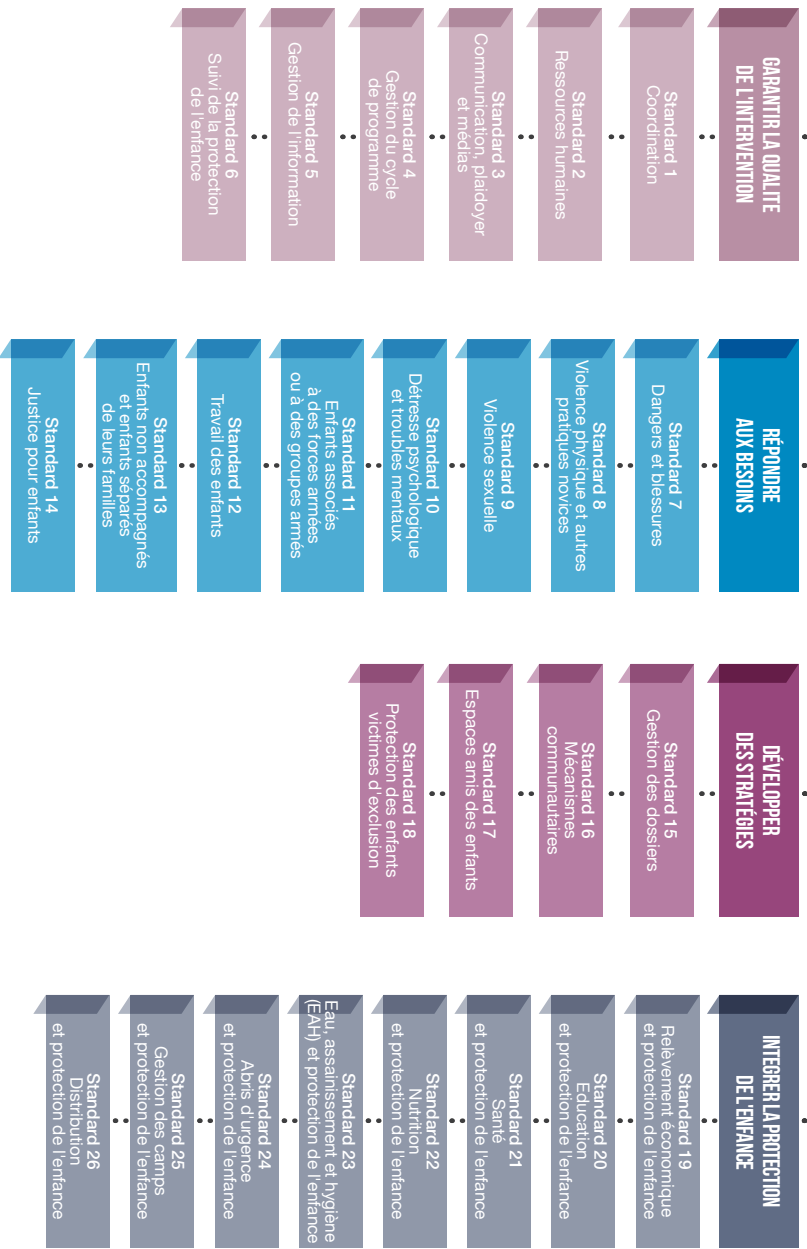 GARANTIR LA QUALITE
DE L'INTERVENTION
Standard 1
Coordination
Standard 2
Ressources humaines
Standard 3
Communication, plaidoyer
et médias
Standard 4
Gestion du cycle
de programme
Standard 5
Gestion de l'information
Standard 6
Suivi de la protection
de l'enfance
RÉPONDRE
AUX BESOINS
Standard 7
Dangers et blessures
Standard 8
Violence physique et autres
pratiques novices
Standard 9
Violence sexuelle
Standard 10
Détresse psychologique
et troubles mentaux
Standard 11
Enfants associés
à des forces armées
ou à des groupes armés
Standard 12
Travail des enfants
Standard 13
Enfants non accompagnés
et enfants séparés
de leurs familles
Standard 14
Justice pour enfants
DÉVELOPPER
DES STRATÉGIES
Standard 15
Gestion des dossiers
Standard 16
Mécanismes
communautaires
Standard 17
Espaces amis des enfants
Standard 18
Protection des enfants
victimes d'exclusion
INTEGRER LA PROTECTION
DE L'ENFANCE
Standard 19
Relèvement économique
et protection de l'enfance
Standard 20
Education
et protection de l'enfance
Standard 21
Santé
et protection de l'enfance
Standard 22
Nutrition
et protection de l'enfance
Standard 23
Eau, assainissement et hygiène
(EAH) et protection de l'enfance
Standard 24
Abris d'urgence
et protection de l'enfance
Standard 25
Gestion des camps
et protection de l'enfance
Standard 26
Distribution
et protection de l'enfance